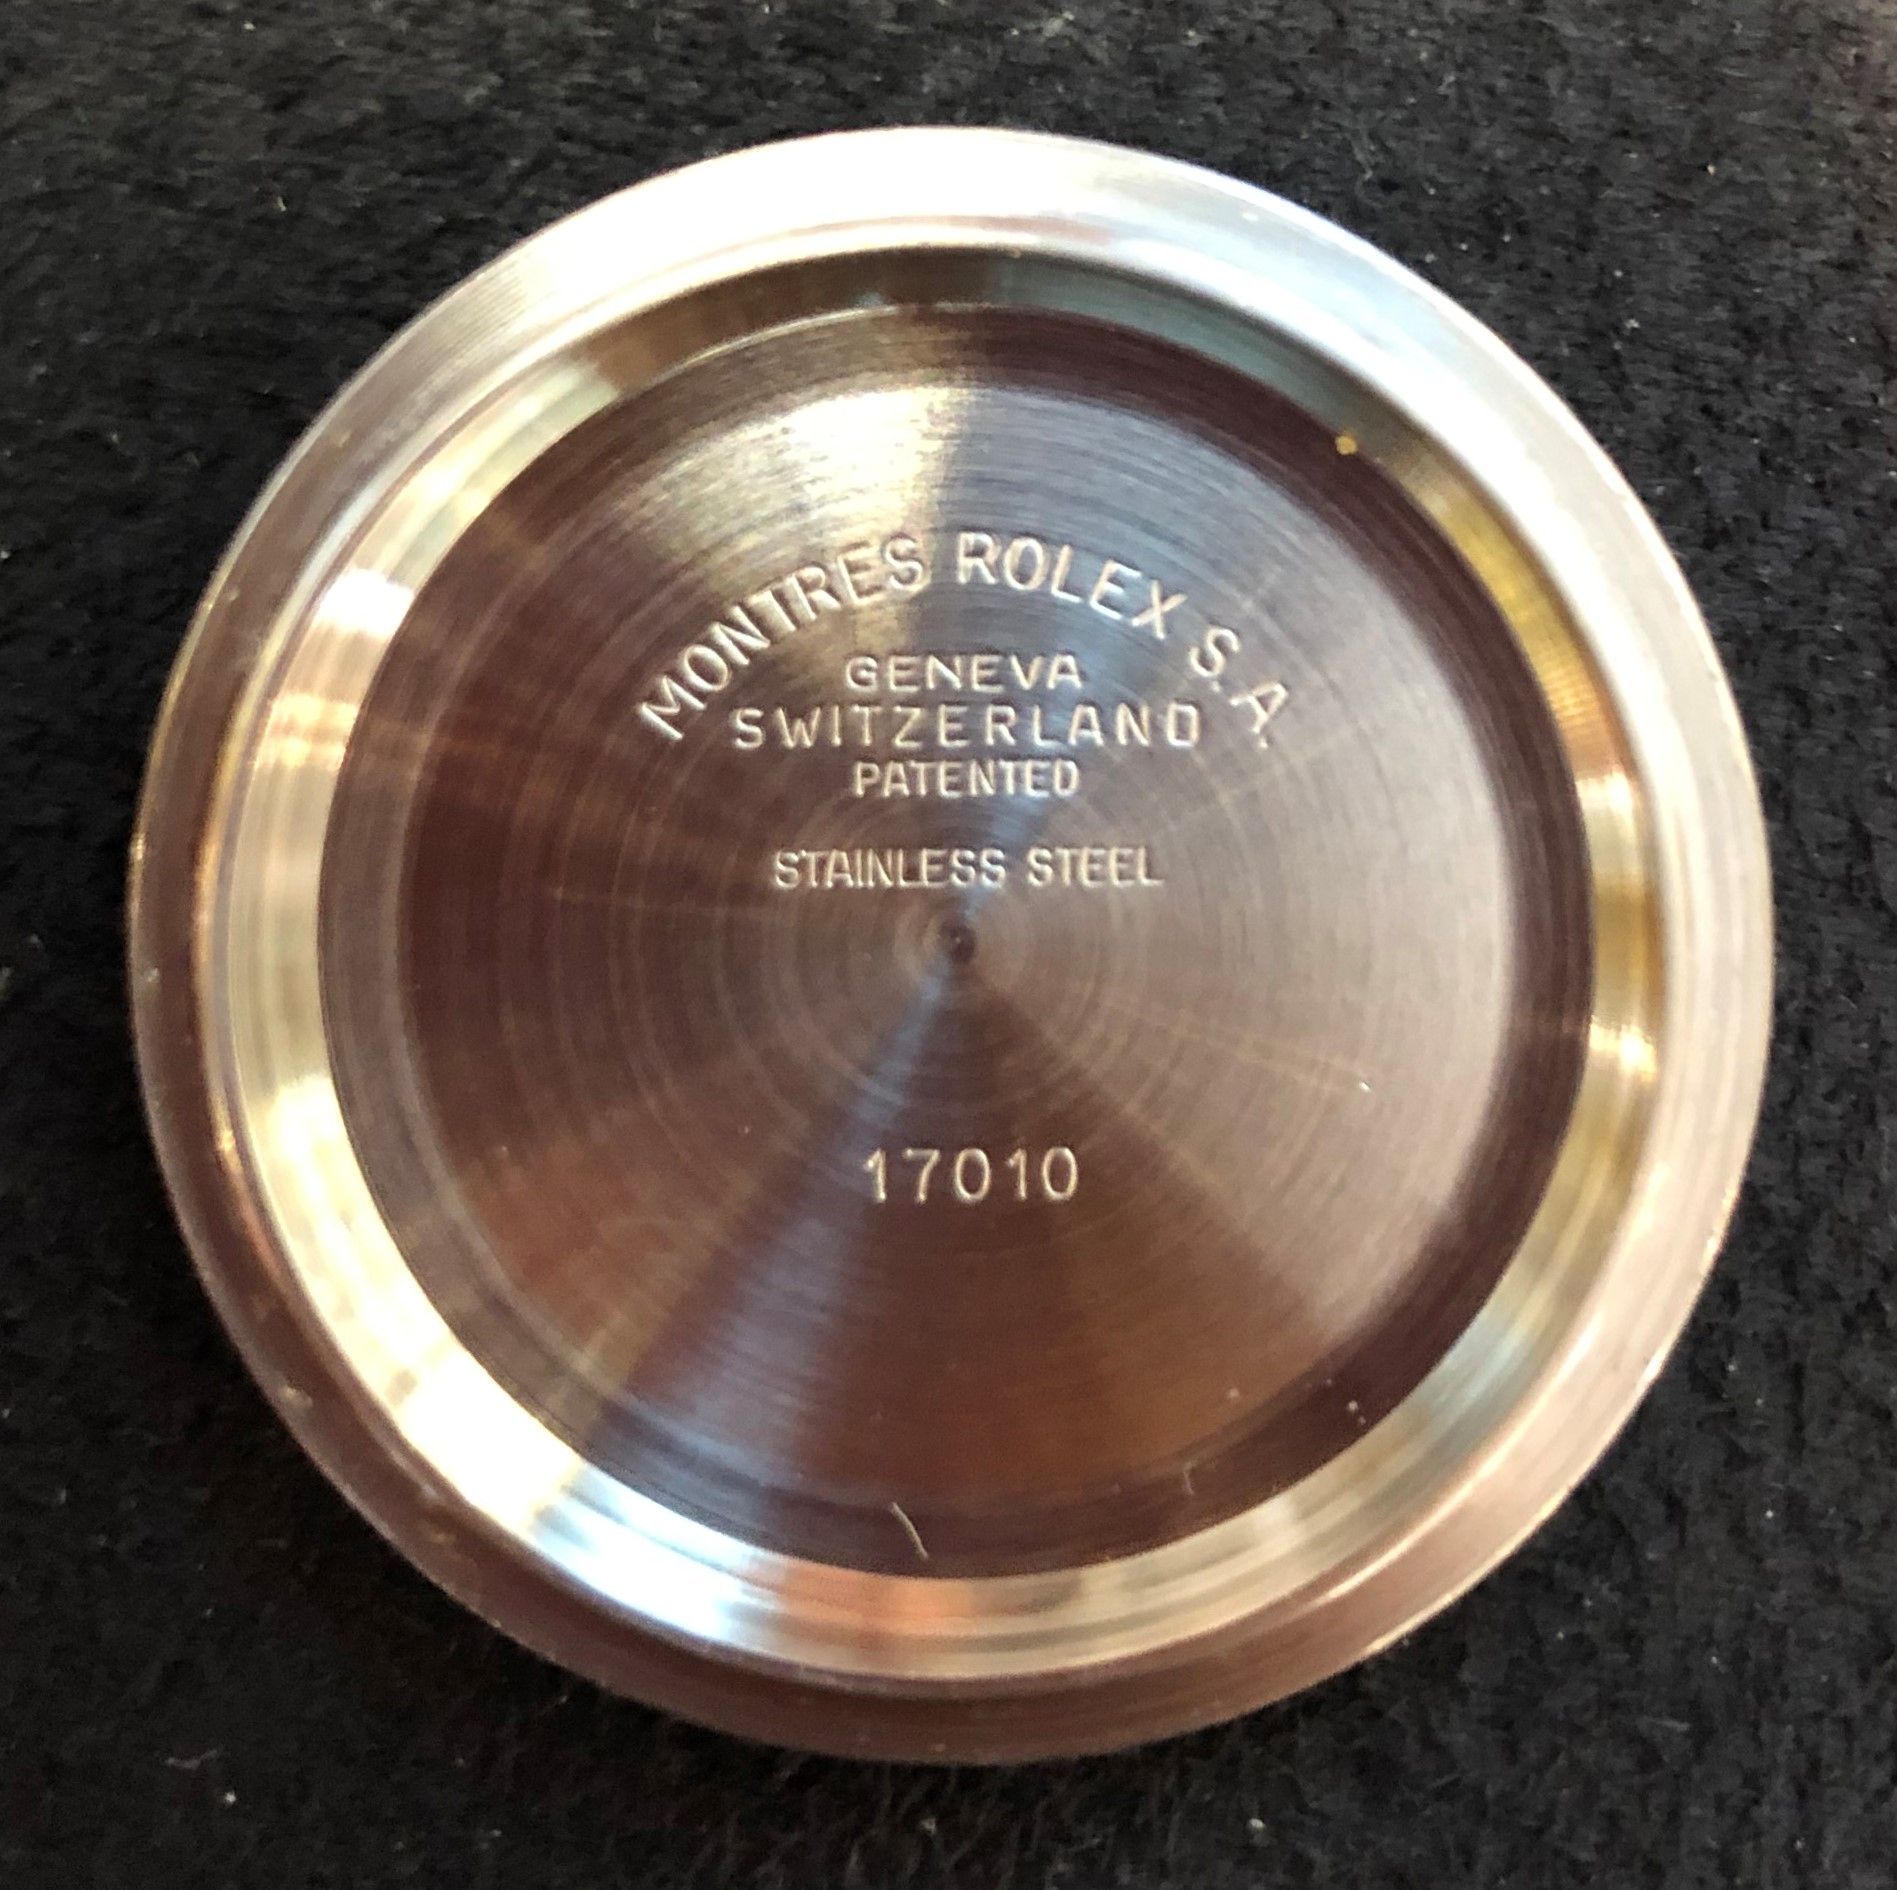 MONTRES ROLEX S.A.
GENEVA
SWITZERLAND
PATENTED
STAINLESS STEEL
17010